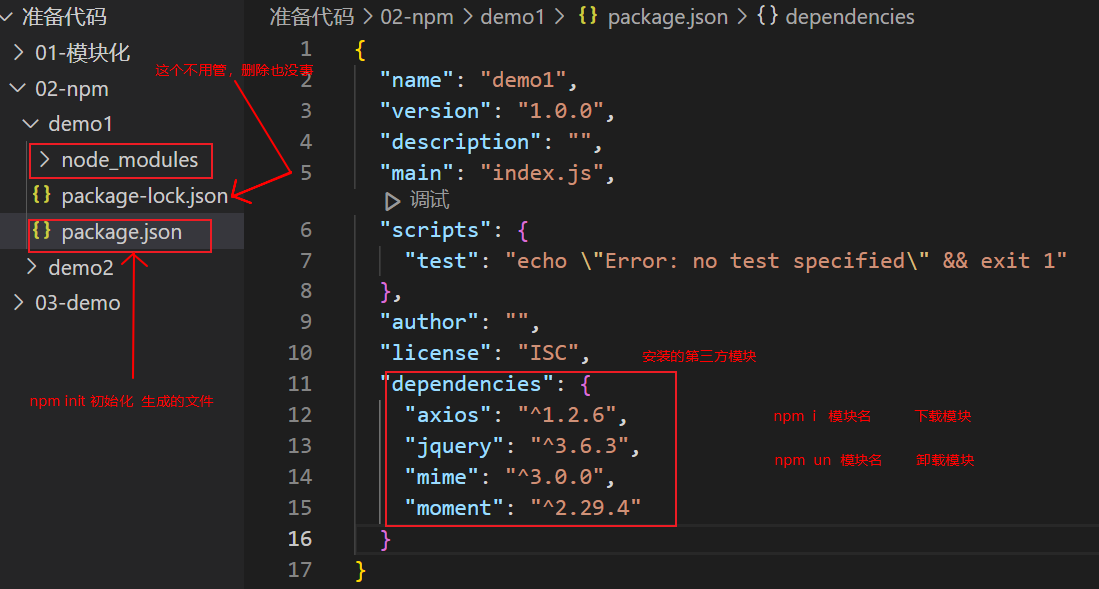 准备代码
01-模块化
这个不用管，删除也没事
02-npm
demo1
node_modules
package-lock.json
package.json
demo2
03-demo
npm init 初始化 生成的文件
准备代码 > 02-npm > demo1 > {} package.json > {} dependencies
1 {
2 "name": "demo1",
3 "version": "1.0.0",
4 "description": "",
5 "main": "index.js",
调试
6 "scripts": {
7 "test": "echo \"Error: no test specified\" && exit 1"
8 },
9 "author": "",
10 "license": "ISC",
安装的第三方模块
11 "dependencies": {
12 "axios": "^1.2.6",
13 "jquery": "^3.6.3",
14 "mime": "^3.0.0",
15 "moment": "^2.29.4"
16 }
17 }
npm i 模块名 下载模块
npm un 模块名 卸载模块